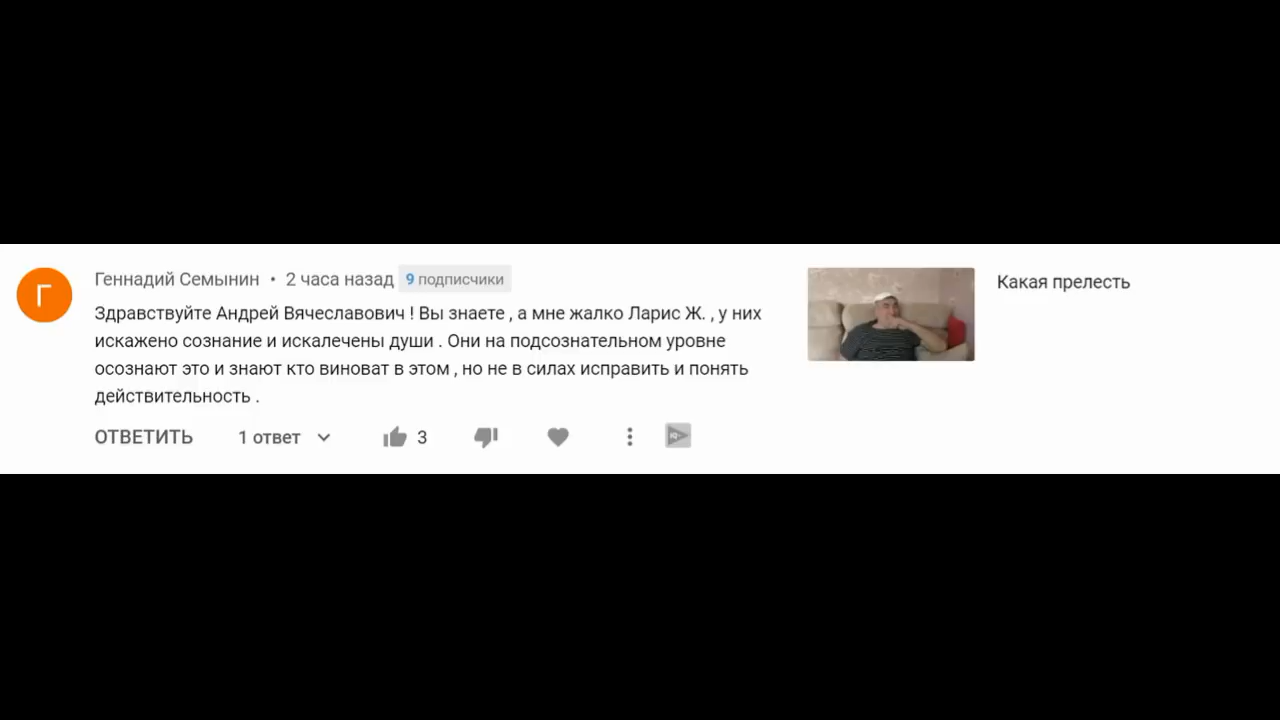 Геннадий Семынин • 2 часа назад 9 подписчики
Здравствуйте Андрей Вячеславович ! Вы знаете , а мне жалко Ларис Ж. , у них
искажено сознание и искалечены души . Они на подсознательном уровне
осознают это и знают кто виноват в этом , но не в силах исправить и понять
действительность .
ОТВЕТИТЬ 1 ответ 3
Какая прелесть
Г